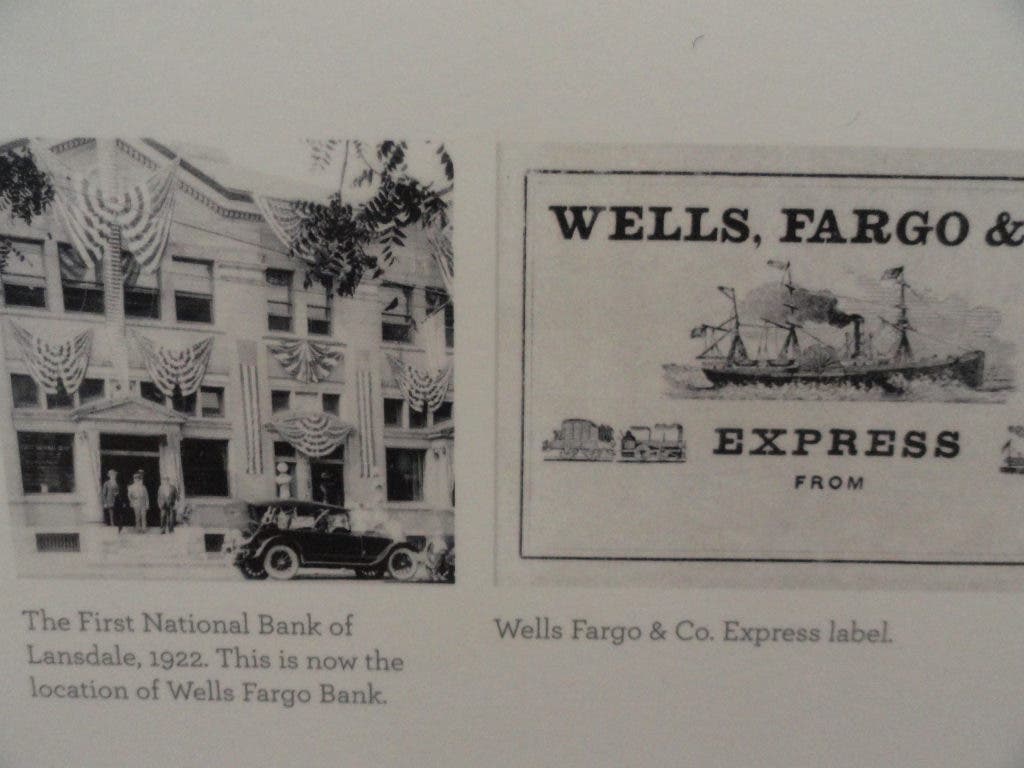 WELLS, FARGO &
EXPRESS
FROM
The First National Bank of
Lansdale, 1922. This is now the
location of Wells Fargo Bank.
Wells Fargo & Co. Express label.